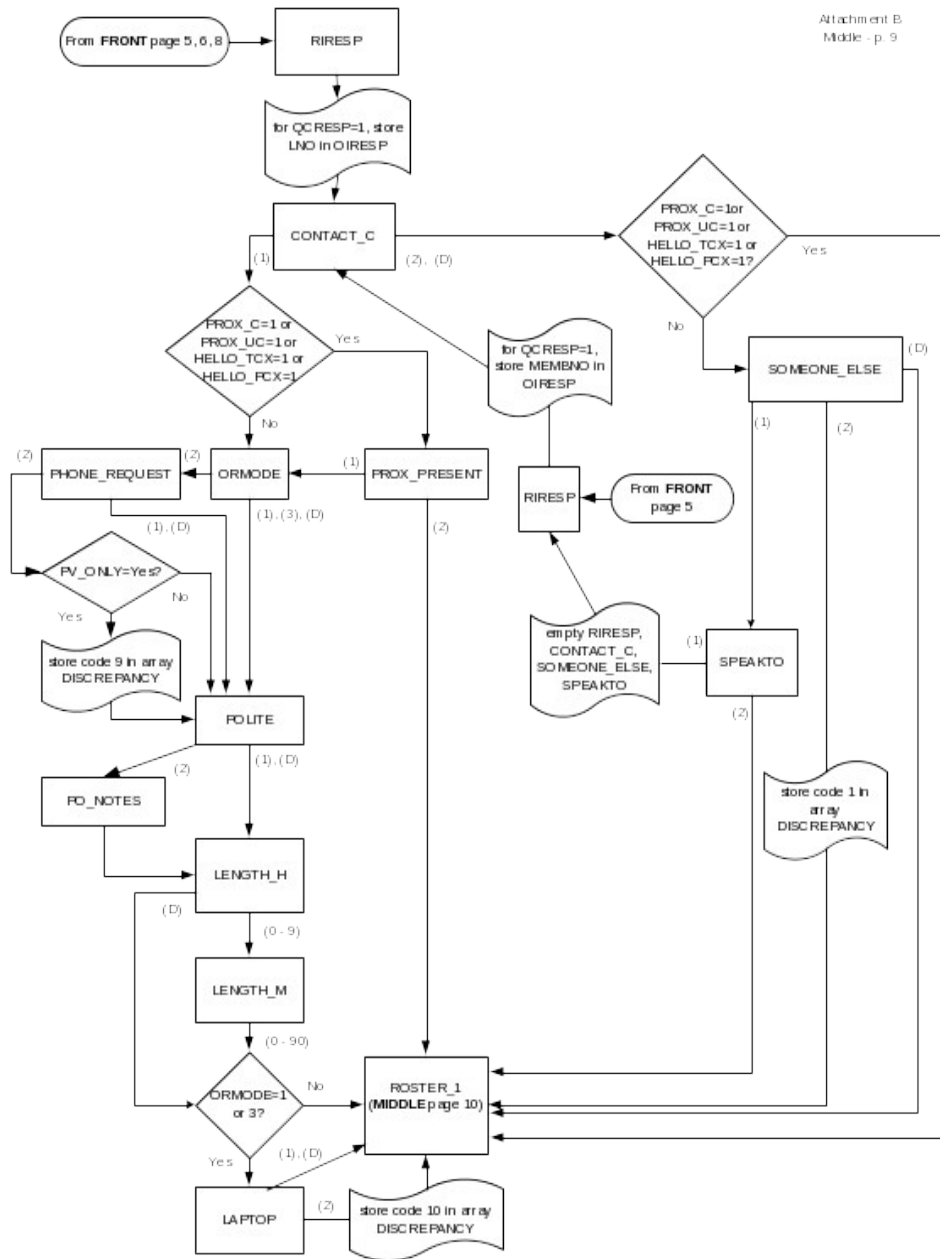 Attachment B
Middle - p. 9
From FRONT page 5, 6, 8
RIRESP
for QCRESP=1, store
LNO in OIRESP
CONTACT_C
(1)
(2), (D)
PROX_C=1or
PROX_UC=1 or
HELLO_TCX=1 or
HELLO_PCX=1?
Yes
No
PROX_C=1 or
PROX_UC=1 or
HELLO_TCX=1 or
HELLO_PCX=1
Yes
No
for QCRESP=1,
store MEMBNO in
OIRESP
SOMEONE_ELSE
(D)
(1)
(2)
(2)
PHONE_REQUEST
(2)
ORMODE
(1)
PROX_PRESENT
RIRESP
From FRONT
page 5
(1), (D)
(1), (3), (D)
(2)
PV_ONLY=Yes?
No
Yes
store code 9 in array
DISCREPANCY
empty RIRESP,
CONTACT_C,
SOMEONE_ELSE,
SPEAKTO
(1)
SPEAKTO
(2)
POLITE
(2)
(1), (D)
PO_NOTES
store code 1 in
array
DISCREPANCY
LENGTH_H
(D)
(0 - 9)
LENGTH_M
(0 - 90)
ORMODE=1
or 3?
No
Yes
ROSTER_1
(MIDDLE page 10)
(1), (D)
LAPTOP
(2)
store code 10 in array
DISCREPANCY